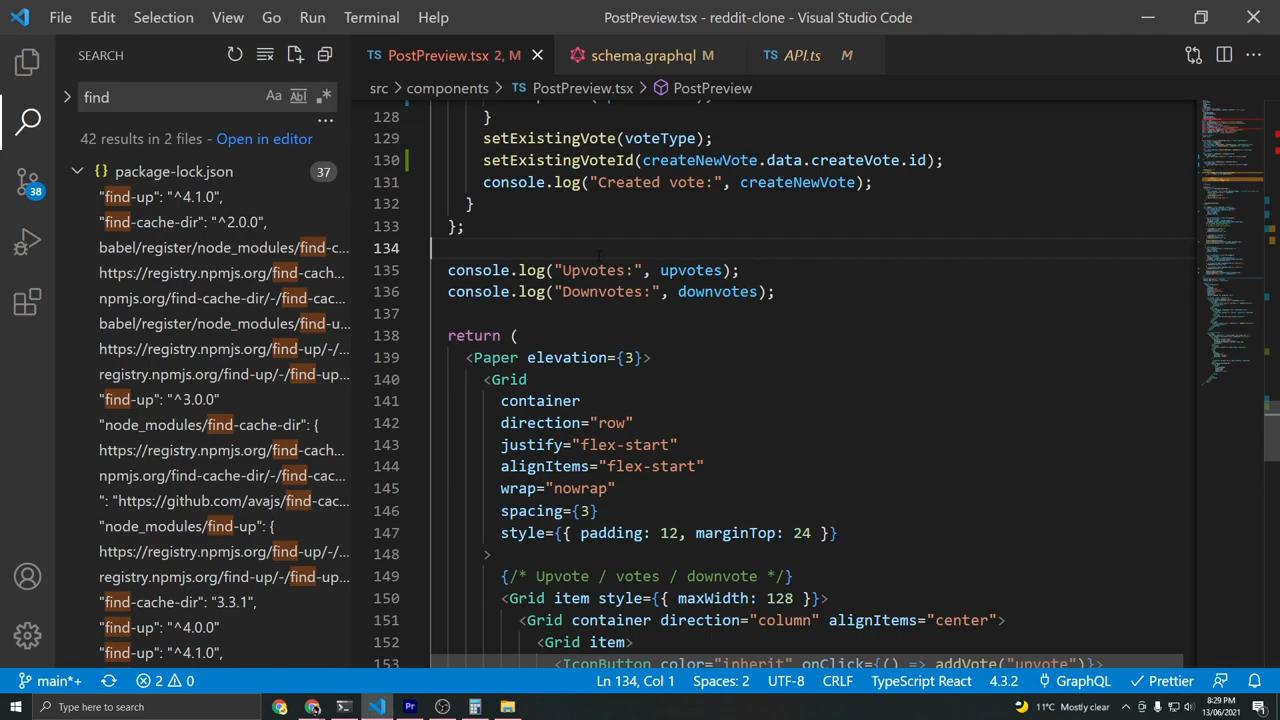 File Edit Selection View Go Run Terminal Help PostPreview.tsx - reddit-clone - Visual Studio Code
SEARCH
TS PostPreview.tsx 2, M
schema.graphql M
TS API.ts M
find
Aa Abl .*
src > components > TS PostPreview.tsx > PostPreview
42 results in 2 files - Open in editor
{} package-lock.json 37
"find-up": "^4.1.0",
"find-cache-dir": "^2.0.0",
babel/register/node_modules/find-c...
https://registry.npmjs.org/find-cach...
npmjs.org/find-cache-dir/-/find-cac...
babel/register/node_modules/find-u...
https://registry.npmjs.org/find-up/-/...
registry.npmjs.org/find-up/-/find-up...
"find-up": "^3.0.0"
"node_modules/find-cache-dir": {
https://registry.npmjs.org/find-cach...
npmjs.org/find-cache-dir/-/find-cac...
": "https://github.com/avajs/find-cac...
"node_modules/find-up": {
https://registry.npmjs.org/find-up/-/...
registry.npmjs.org/find-up/-/find-up...
"find-cache-dir": "3.3.1",
"find-up": "^4.0.0"
"find-up": "^4.1.0",
38
128 }
129 setExistingVote(voteType);
130 setExistingVoteId(createNewVote.data.createVote.id);
131 console.log("Created vote:", createNewVote);
132 }
133 };
134
135 console.log("Upvotes:", upvotes);
136 console.log("Downvotes:", downvotes);
137
138 return
139 <Paper elevation={3}>
140 <Grid
141 container
142 direction="row"
143 justify="flex-start"
144 alignItems="flex-start"
145 wrap="nowrap"
146 spacing={3}
147 style={{ padding: 12, marginTop: 24 }}
148 >
149 {/* Upvote / votes / downvote */}
150 <Grid item style={{ maxWidth: 128 }}>
151 <Grid container direction="column" alignItems="center">
152 <Grid item>
153 <IconButton color="inherit" onClick={() => addVote("upvote")}>
main*+ 2 0 Ln 134, Col 1 Spaces: 2 UTF-8 CRLF TypeScript React 4.3.2 GraphQL Prettier
Type here to search
Pr
11°C Mostly clear
8:29 PM
13/06/2021